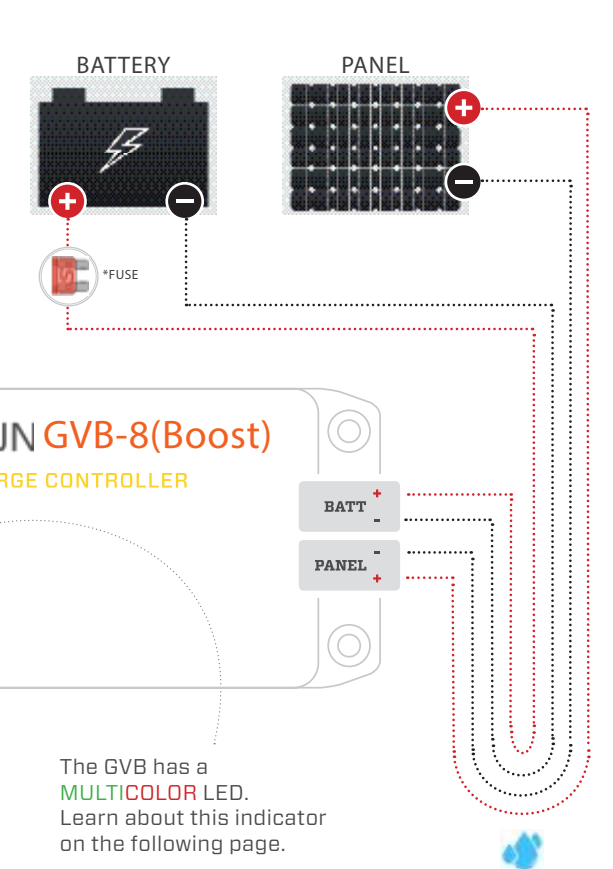 BATTERY
PANEL
+
-
+
-
*FUSE
UN GVB-8(Boost)
RGE CONTROLLER
BATT + -
PANEL - +
The GVB has a
MULTICOLOR LED.
Learn about this indicator
on the following page.